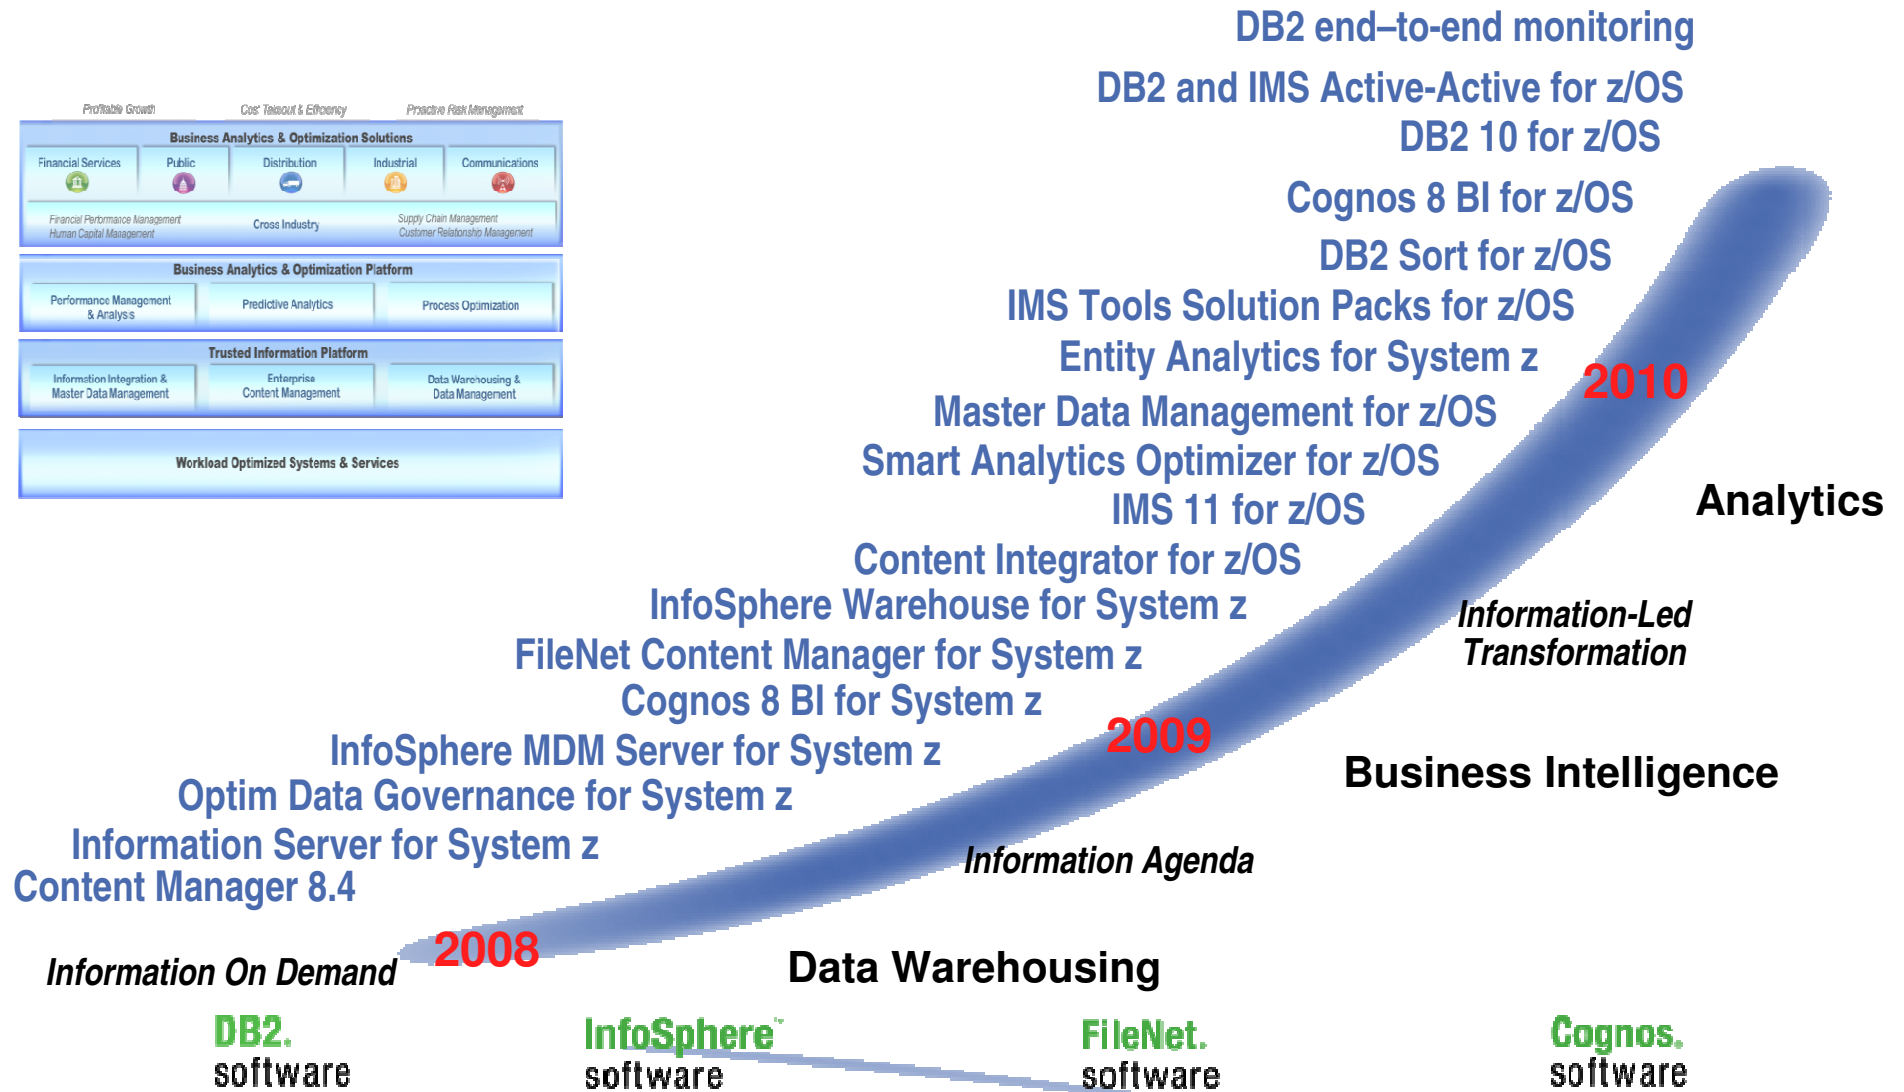 DB2 end–to-end monitoring
DB2 and IMS Active-Active for z/OS
DB2 10 for z/OS
Cognos 8 BI for z/OS
DB2 Sort for z/OS
IMS Tools Solution Packs for z/OS
Entity Analytics for System z
2010
Master Data Management for z/OS
Smart Analytics Optimizer for z/OS
IMS 11 for z/OS
Analytics
Content Integrator for z/OS
InfoSphere Warehouse for System z
Information-Led
Transformation
FileNet Content Manager for System z
Cognos 8 BI for System z
2009
InfoSphere MDM Server for System z
Business Intelligence
Optim Data Governance for System z
Information Server for System z
Information Agenda
Content Manager 8.4
2008
Information On Demand
Data Warehousing
Profitable Growth
Cost Takeout & Efficiency
Proactive Risk Management
Business Analytics & Optimization Solutions
Financial Services
Public
Distribution
Industrial
Communications
Financial Performance Management
Human Capital Management
Cross Industry
Supply Chain Management
Customer Relationship Management
Business Analytics & Optimization Platform
Performance Management
& Analysis
Predictive Analytics
Process Optimization
Trusted Information Platform
Information Integration &
Master Data Management
Enterprise
Content Management
Data Warehousing &
Data Management
Workload Optimized Systems & Services
DB2.
software
InfoSphere™
software
FileNet.
software
Cognos.
software